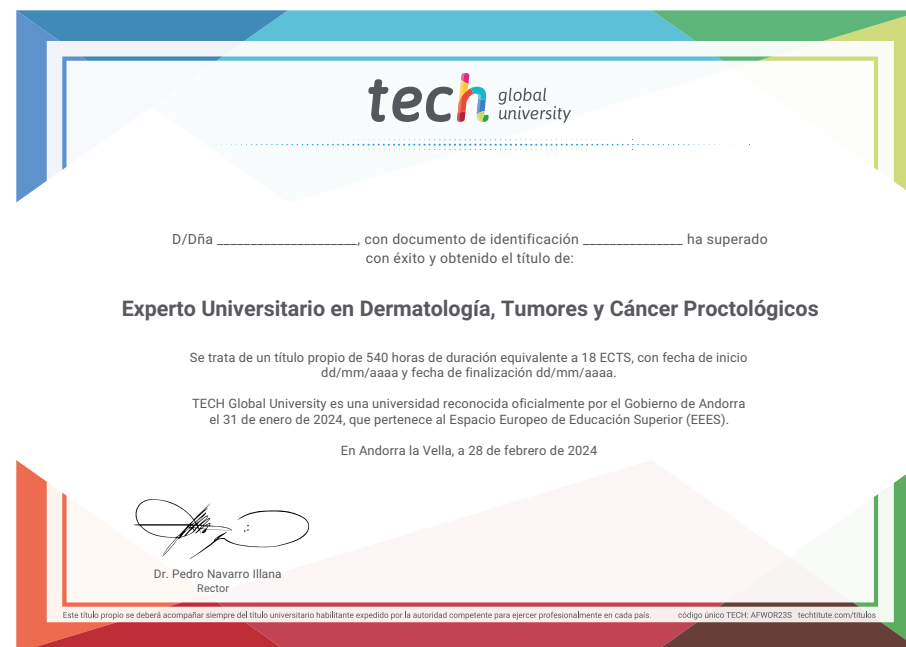 tech global
university
D/Dña ______________________, con documento de identificación ________________ ha superado
con éxito y obtenido el título de:
Experto Universitario en Dermatología, Tumores y Cáncer Proctológicos
Se trata de un título propio de 540 horas de duración equivalente a 18 ECTS, con fecha de inicio
dd/mm/aaaa y fecha de finalización dd/mm/aaaa.
TECH Global University es una universidad reconocida oficialmente por el Gobierno de Andorra
el 31 de enero de 2024, que pertenece al Espacio Europeo de Educación Superior (EEES).
En Andorra la Vella, a 28 de febrero de 2024
Dr. Pedro Navarro Illana
Rector
Este título propio se deberá acompañar siempre del título universitario habilitante expedido por la autoridad competente para ejercer profesionalmente en cada país. código único TECH: AFWOR23S techtitute.com/titulos